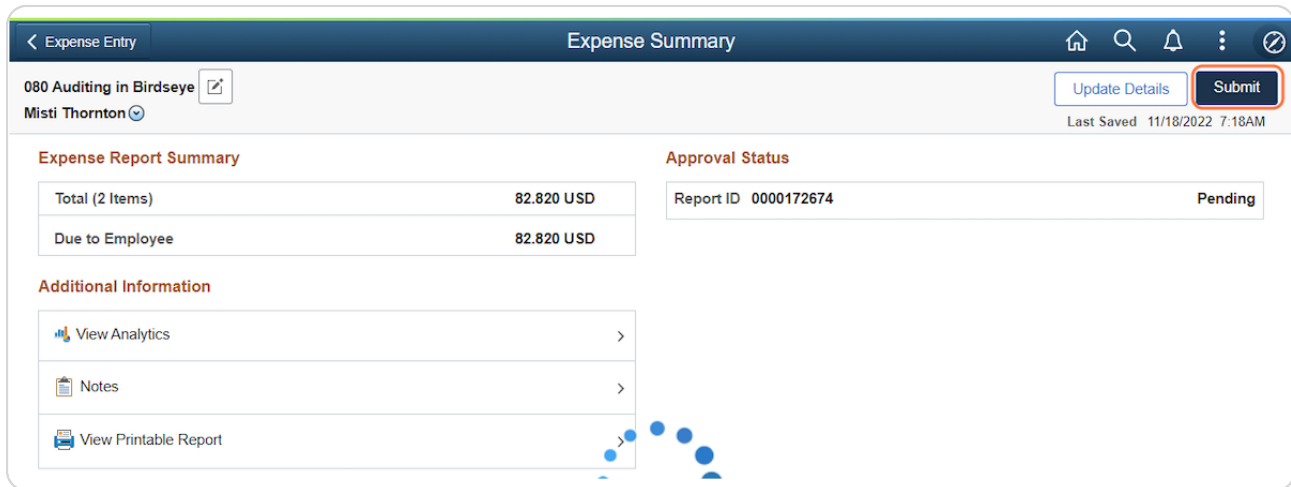 Expense Entry
Expense Summary
080 Auditing in Birdseye
Update Details
Submit
Misti Thornton
Last Saved 11/18/2022 7:18AM
Expense Report Summary
Total (2 Items) 82.820 USD
Due to Employee 82.820 USD
Approval Status
Report ID 0000172674 Pending
Additional Information
View Analytics
Notes
View Printable Report